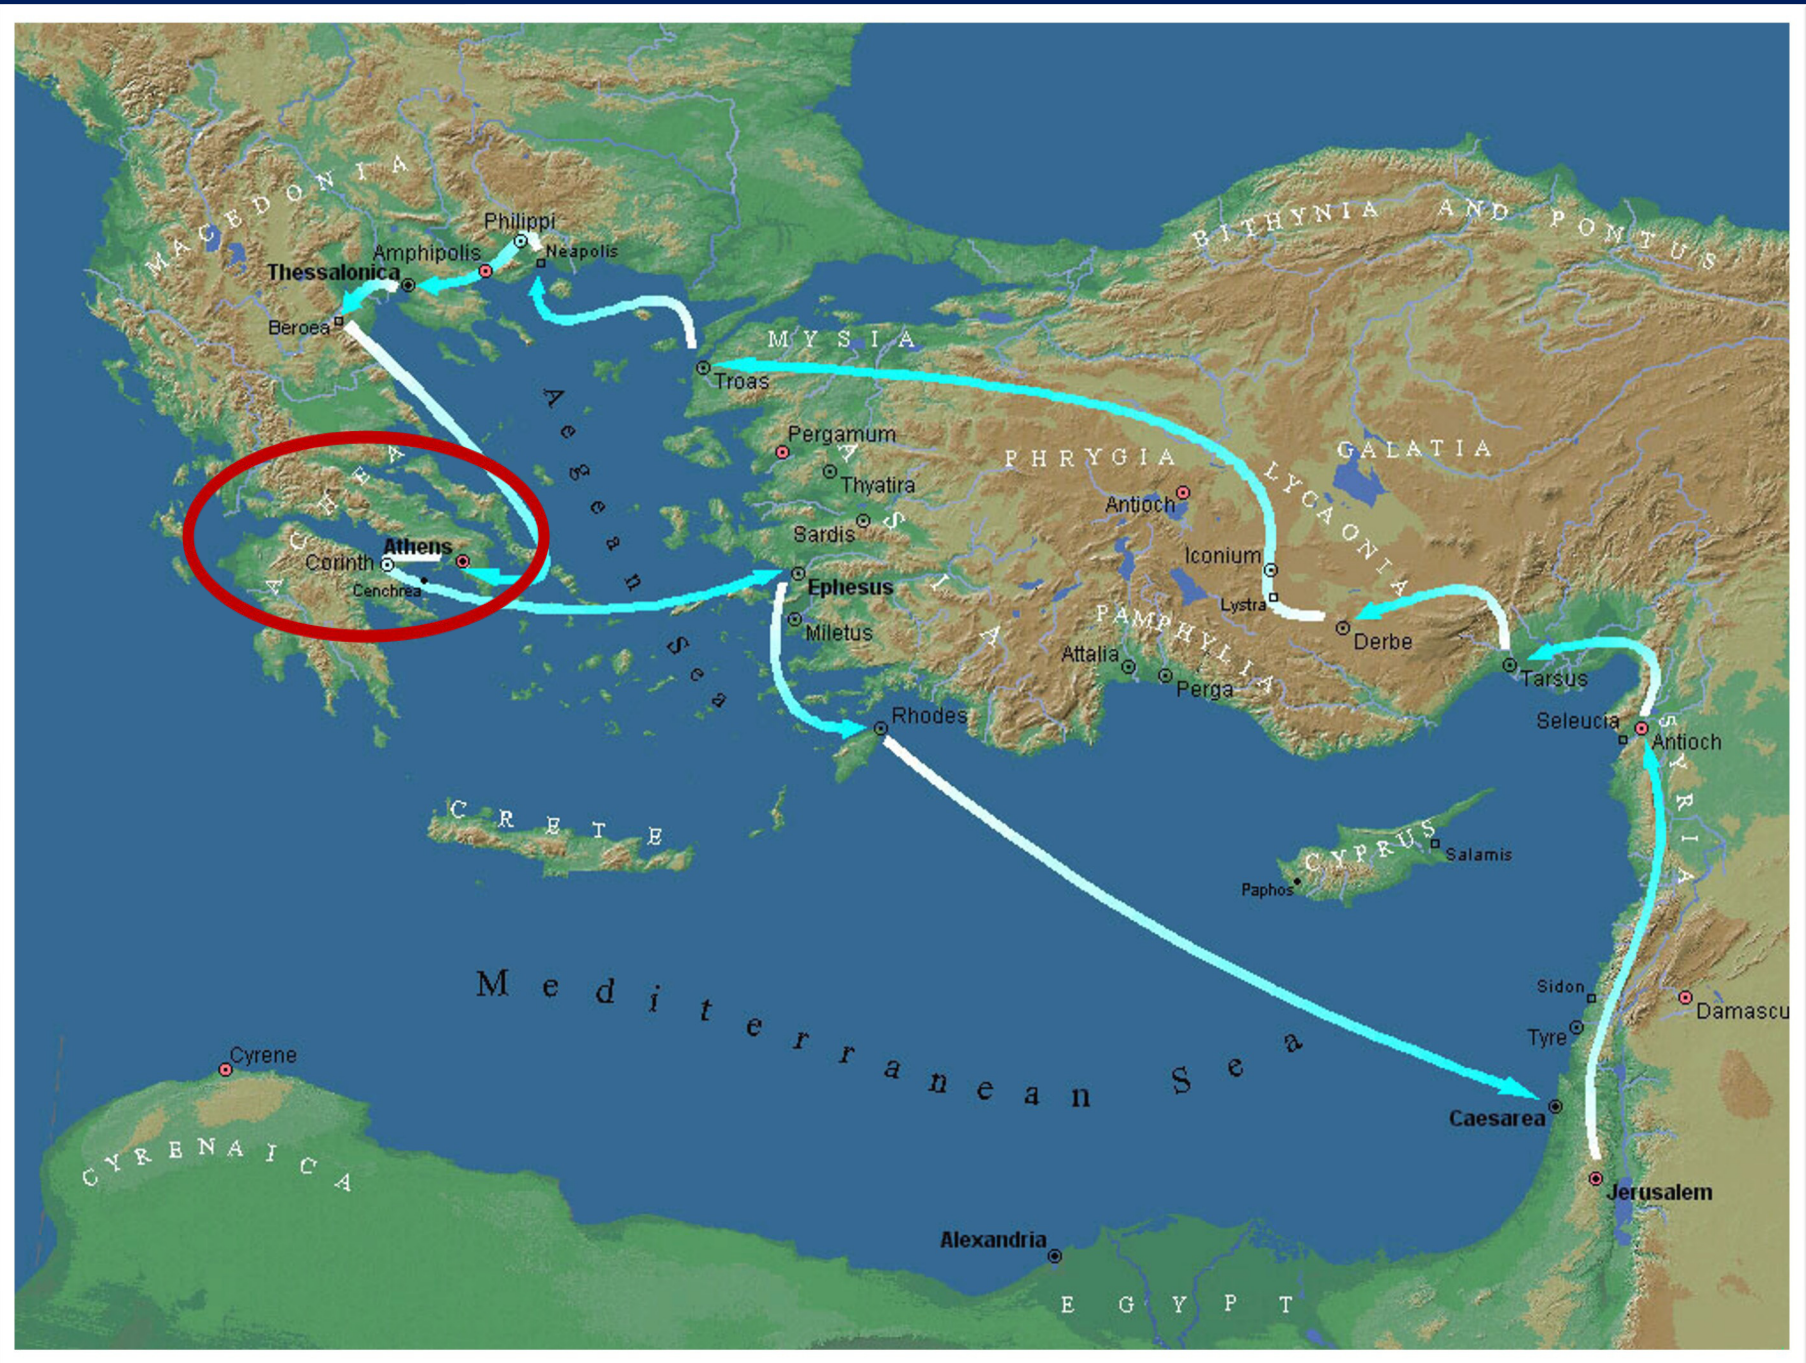 MACEDONIA
BITHYNIA AND PONTUS
Philippi
Neapolis
Amphipolis
Thessalonica
Beroea
MYSIA
Troas
Aegean Sea
Pergamum
ASIA
Thyatira
Sardis
PHRYGIA
Antioch
GALATIA
LYCAONIA
ACHEA
Athens
Corinth
Cenchrea
Ephesus
Miletus
Iconium
Lystra
Derbe
PAMPHYLLIA
Attalia
Perga
Tarsus
Seleucia
Antioch
SYRIA
Rhodes
CRETE
CYPRUS
Salamis
Paphos
Mediterranean Sea
Sidon
Damascu
Tyre
Cyrene
CYRENAICA
Caesarea
Jerusalem
Alexandria
EGYPT